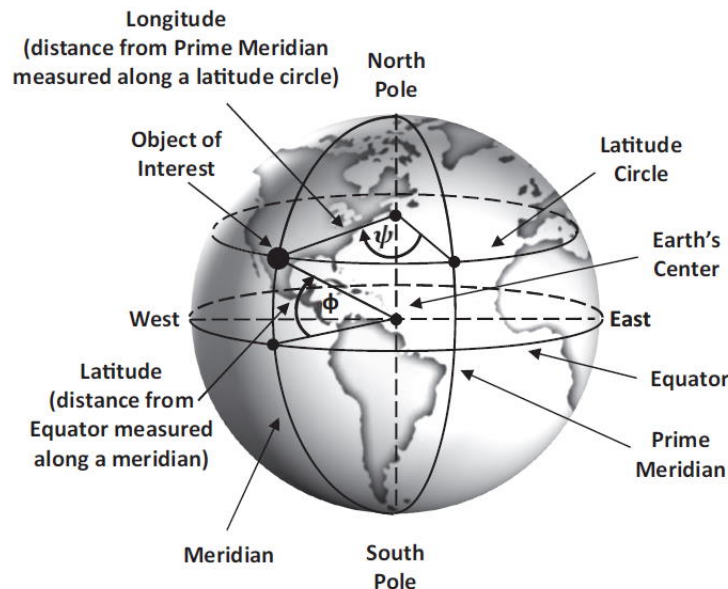 Longitude
(distance from Prime Meridian
measured along a latitude circle)
North
Pole
Object of
Interest
Latitude
Circle
ψ
Earth's
Center
ϕ
West
East
Latitude
(distance from
Equator measured
along a meridian)
Equator
Prime
Meridian
Meridian
South
Pole